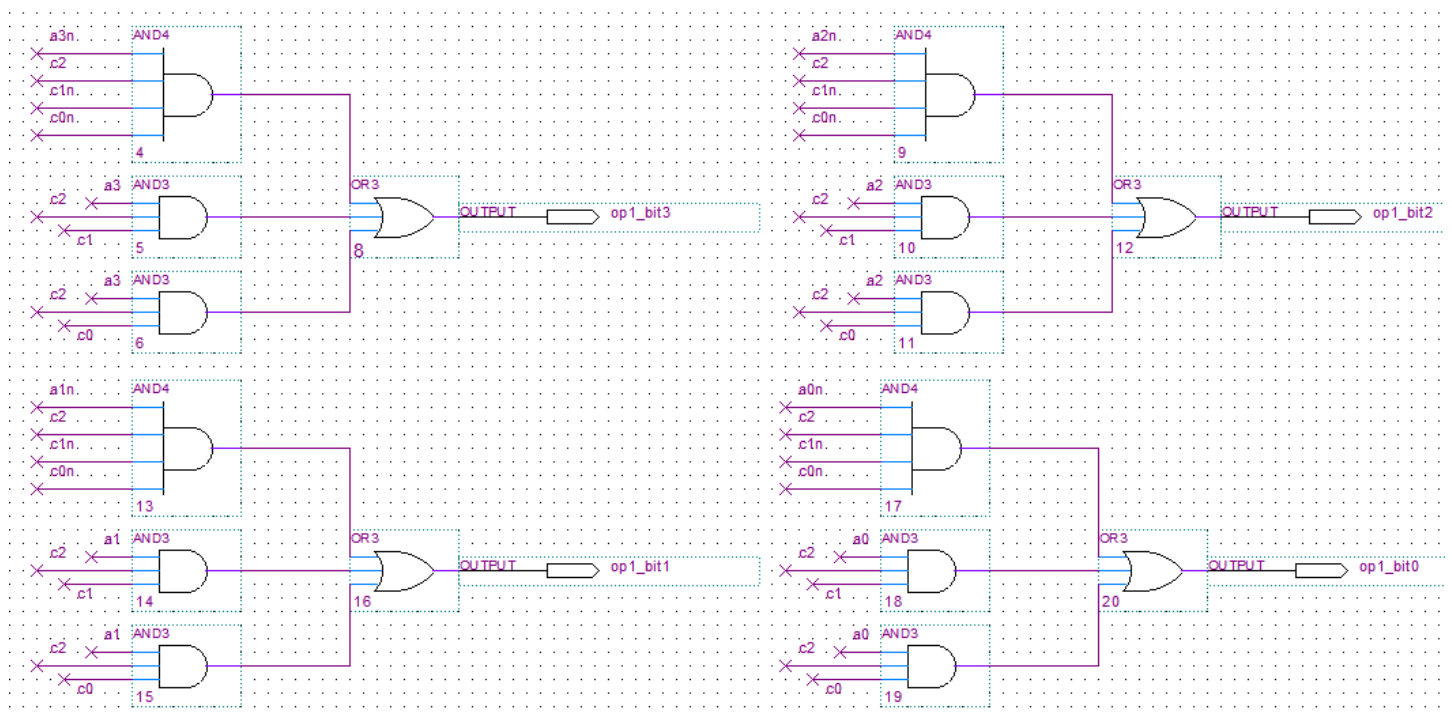 a3n
AND4
c2
c1n
c0n
4
a3
AND3
c2
c1
5
OR3
8
OUTPUT
op1_bit3
a3
AND3
c2
c0
6
a2n
AND4
c2
c1n
c0n
9
a2
AND3
c2
c1
10
OR3
12
OUTPUT
op1_bit2
a2
AND3
c2
c0
11
a1n
AND4
c2
c1n
c0n
13
a1
AND3
c2
c1
14
OR3
16
OUTPUT
op1_bit1
a1
AND3
c2
c0
15
a0n
AND4
c2
c1n
c0n
17
a0
AND3
c2
c1
18
OR3
20
OUTPUT
op1_bit0
a0
AND3
c2
c0
19